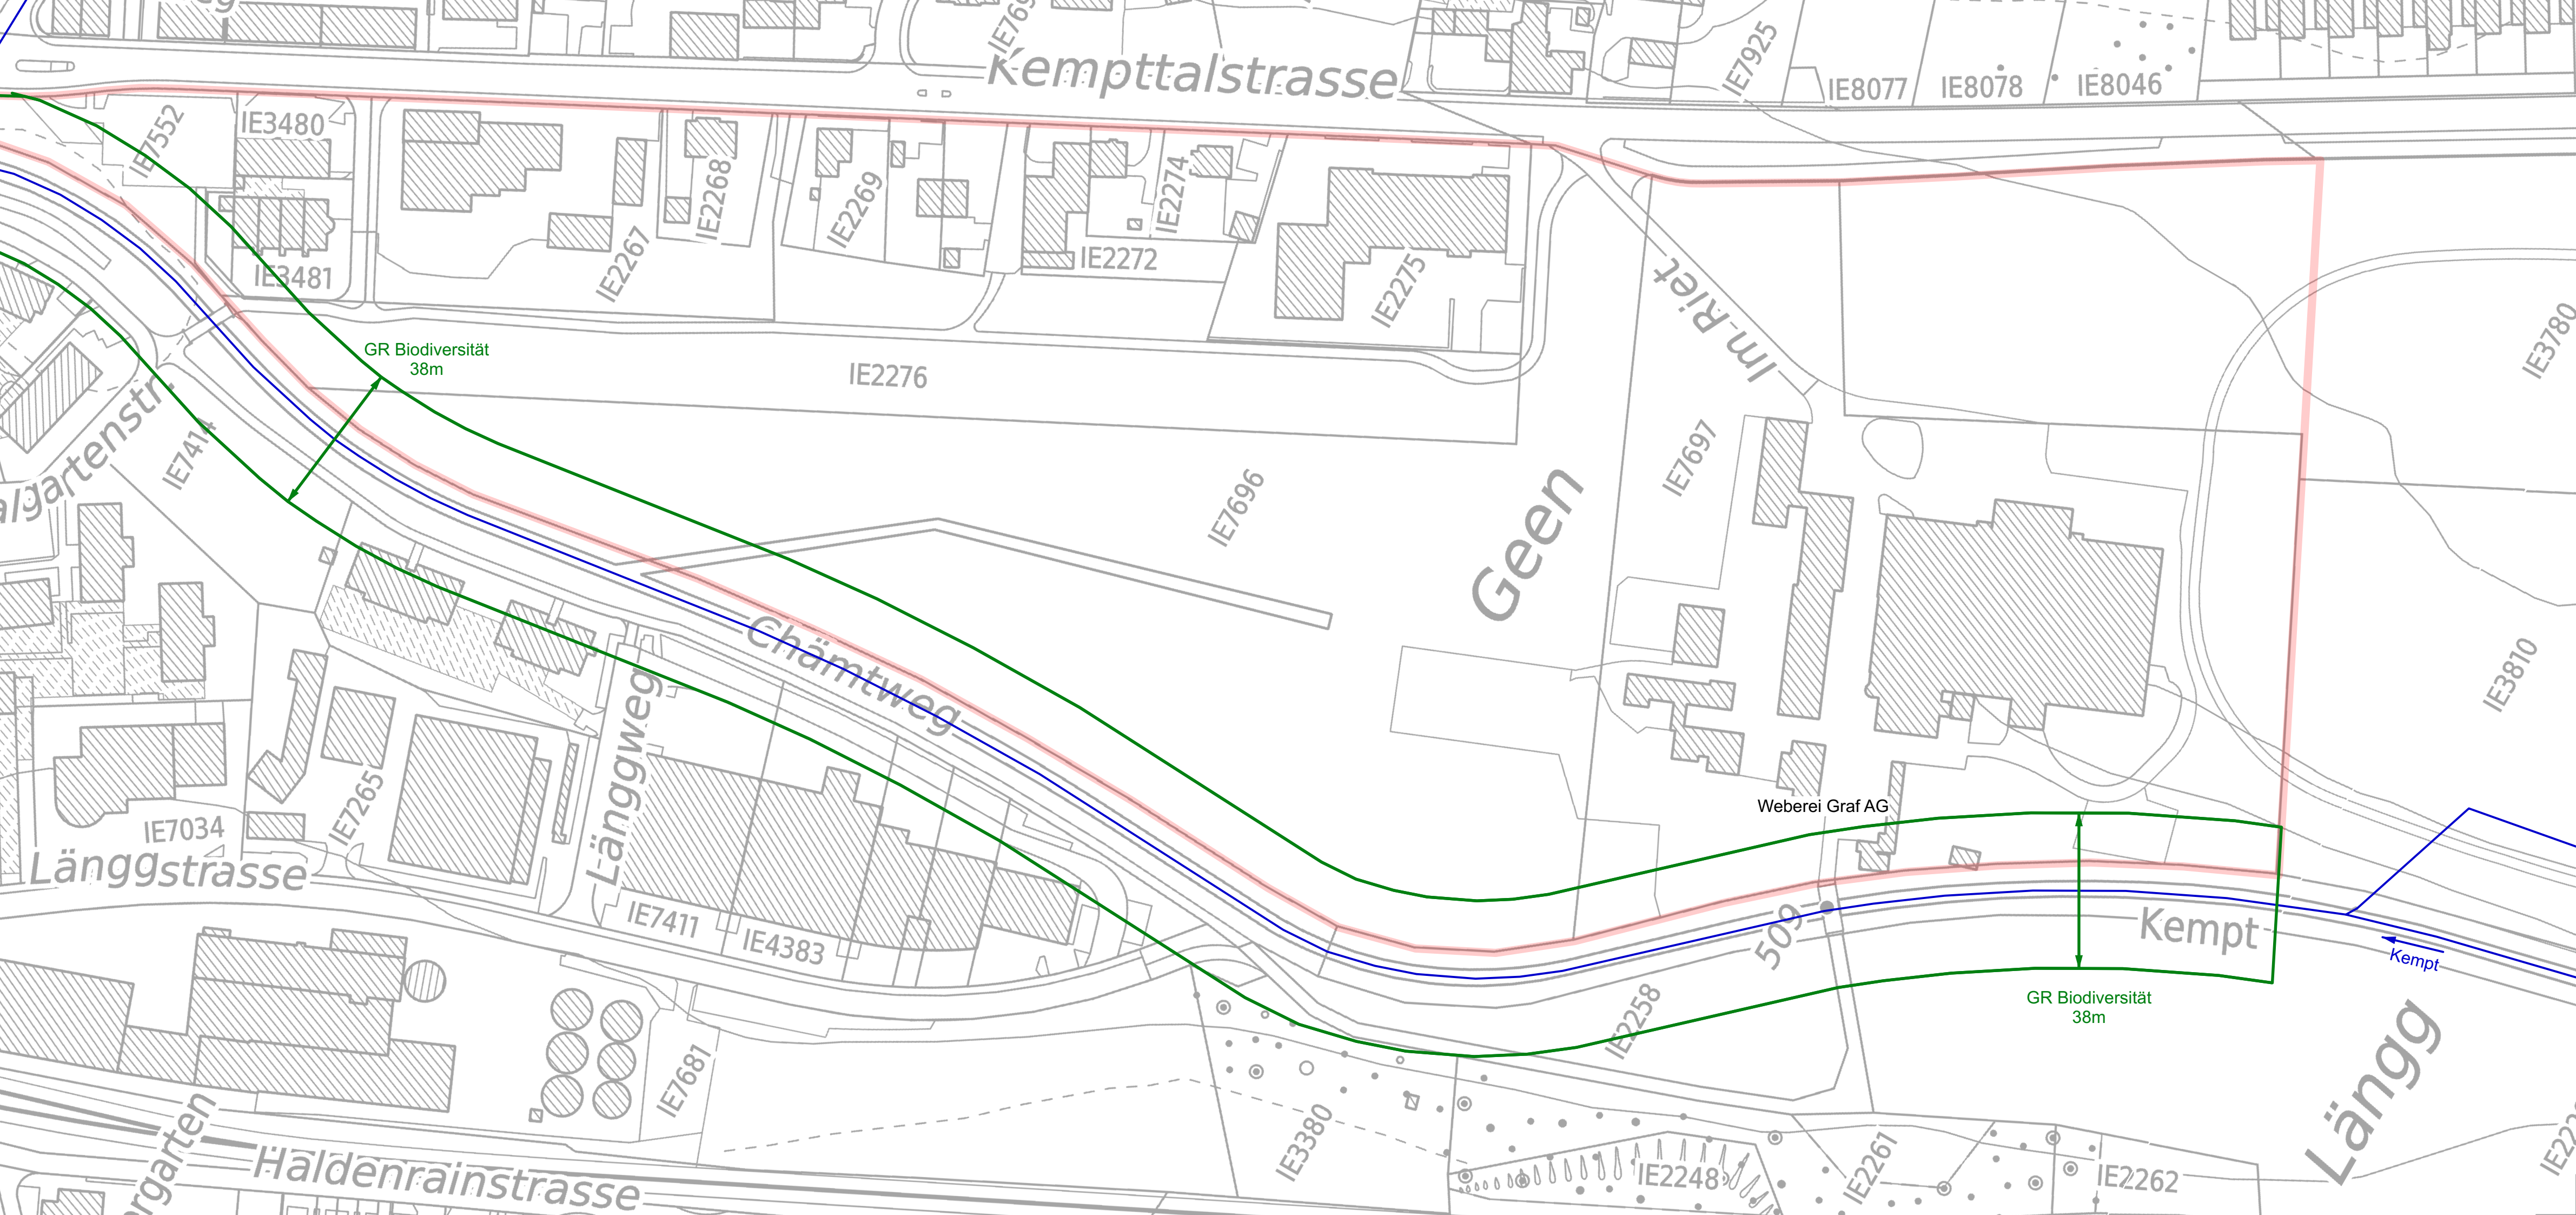 Kempttalstrasse
IE7925
IE8077
IE8078
IE8046
IE7552
IE3480
IE3481
IE2267
IE2268
IE2269
IE2272
IE2274
IE2275
Im Riet
IE3780
GR Biodiversität
38m
IE2276
IE7414
IE7696
Geen
IE7697
IE3810
Chämtweg
Länggweg
IE7265
IE7034
Länggstrasse
Weberei Graf AG
IE7411
IE4383
509
Kempt
Kempt
GR Biodiversität
38m
IE2258
Längg
IE7681
IE3380
IE2248
IE2261
IE2262
Haldenrainstrasse